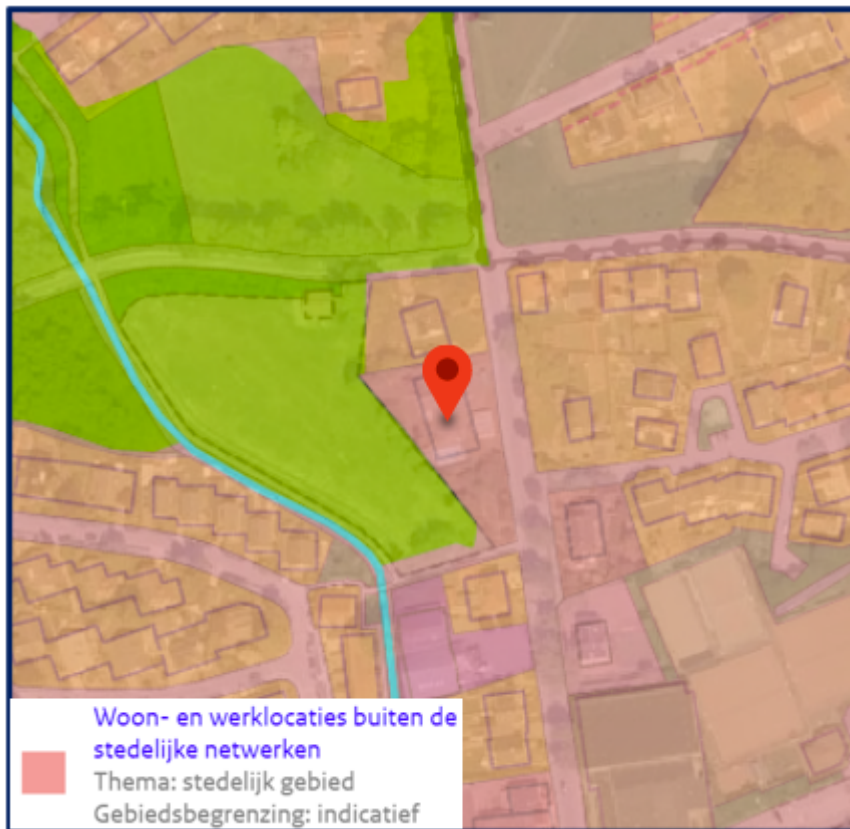 Woon- en werklocaties buiten de
stedelijke netwerken
Thema: stedelijk gebied
Gebiedsbegrenzing: indicatief